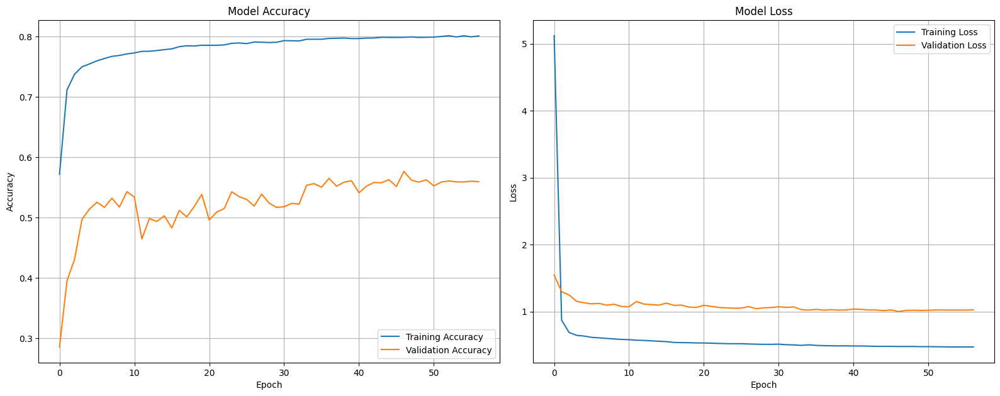 Model Accuracy
Accuracy
0.8
0.7
0.6
0.5
0.4
0.3
0
10
20
30
40
50
Epoch
Training Accuracy
Validation Accuracy
Model Loss
Loss
5
4
3
2
1
0
10
20
30
40
50
Epoch
Training Loss
Validation Loss